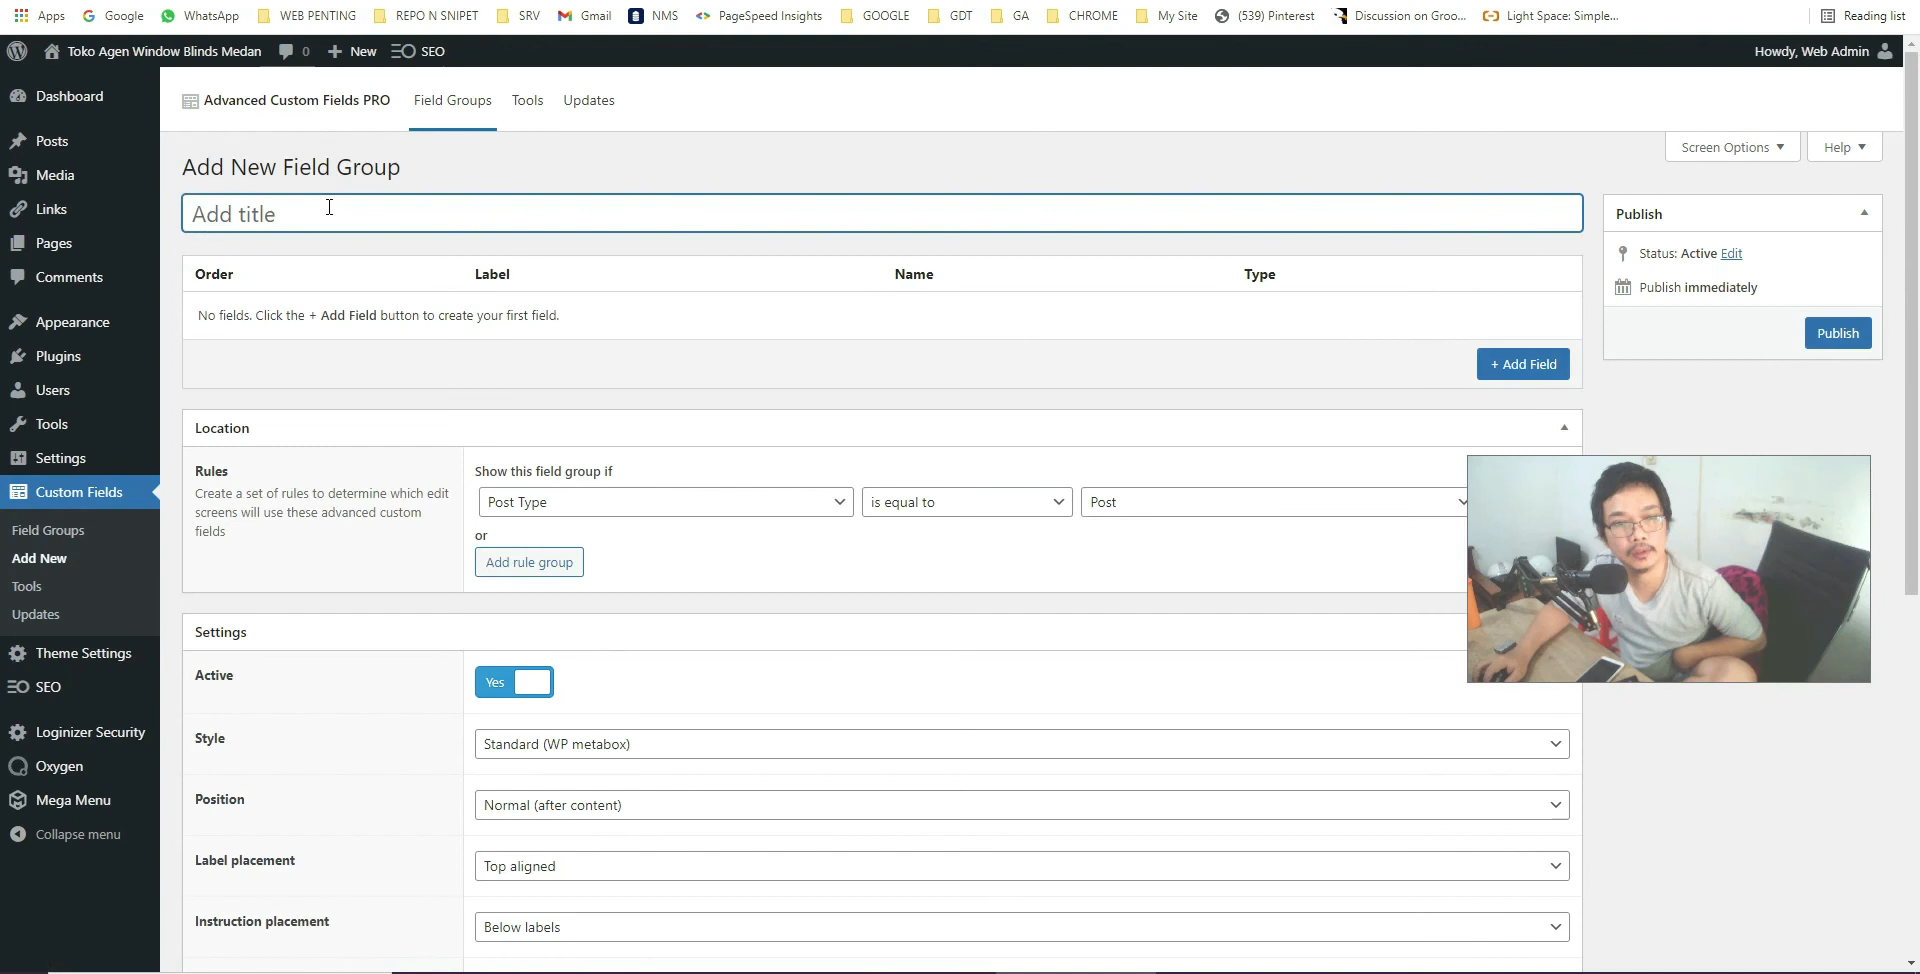 Apps Google WhatsApp WEB PENTING REPO N SNIPET SRV Gmail NMS PageSpeed Insights GOOGLE GDT GA CHROME My Site (539) Pinterest Discussion on Groo... Light Space: Simple... Reading list
Toko Agen Window Blinds Medan 0 New SEO Howdy, Web Admin
Dashboard
Posts
Media
Links
Pages
Comments
Appearance
Plugins
Users
Tools
Settings
Custom Fields
Field Groups
Add New
Tools
Updates
Theme Settings
SEO
Loginizer Security
Oxygen
Mega Menu
Collapse menu
Advanced Custom Fields PRO Field Groups Tools Updates
Screen Options Help
Add New Field Group
Add title
Order Label Name Type
No fields. Click the + Add Field button to create your first field.
+ Add Field
Publish
Status: Active Edit
Publish immediately
Publish
Location
Rules
Create a set of rules to determine which edit
screens will use these advanced custom
fields
Show this field group if
Post Type is equal to Post
or
Add rule group
Settings
Active
Yes
Style
Standard (WP metabox)
Position
Normal (after content)
Label placement
Top aligned
Instruction placement
Below labels